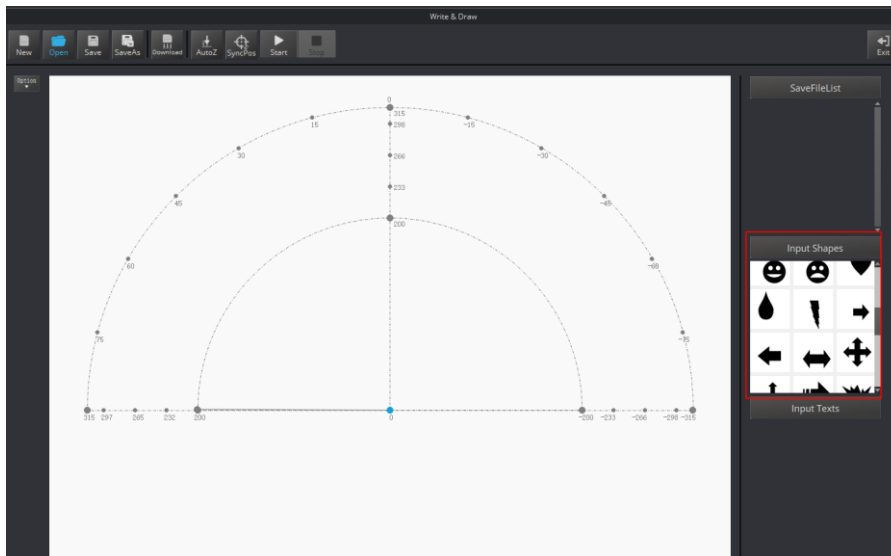 Write & Draw
New Open Save SaveAs Download AutoZ SyncPos Start Stop Exit
Option
SaveFileList
0
315
15 298 -15
30 266 -30
233
45 -45
200
Input Shapes
60 -65
75 -75
Input Texts
315 297 265 232 200 0 -200 -233 -266 -298 -315